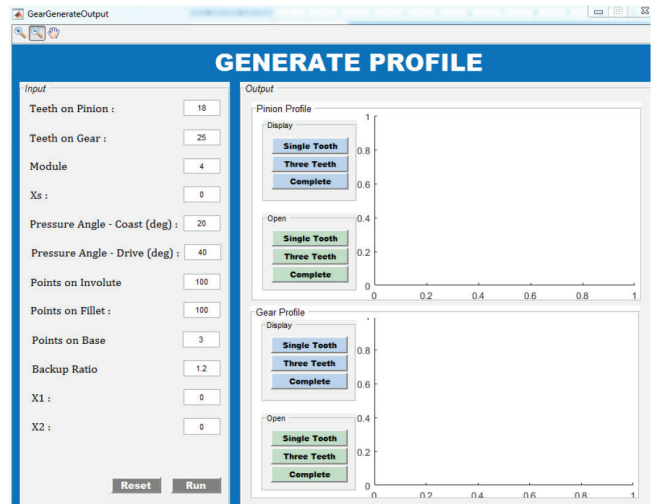 GearGenerateOutput
GENERATE PROFILE
Input
Teeth on Pinion : 18
Teeth on Gear : 25
Module 4
Xs : 0
Pressure Angle - Coast (deg) : 20
Pressure Angle - Drive (deg) : 40
Points on Involute 100
Points on Fillet : 100
Points on Base 3
Backup Ratio 1.2
X1 : 0
X2 : 0
Reset Run
Output
Pinion Profile
Display
Single Tooth
Three Teeth
Complete
Open
Single Tooth
Three Teeth
Complete
1
0.8
0.6
0.4
0.2
0
0 0.2 0.4 0.6 0.8 1
Gear Profile
Display
Single Tooth
Three Teeth
Complete
Open
Single Tooth
Three Teeth
Complete
0.8
0.6
0.4
0.2
0
0 0.2 0.4 0.6 0.8 1